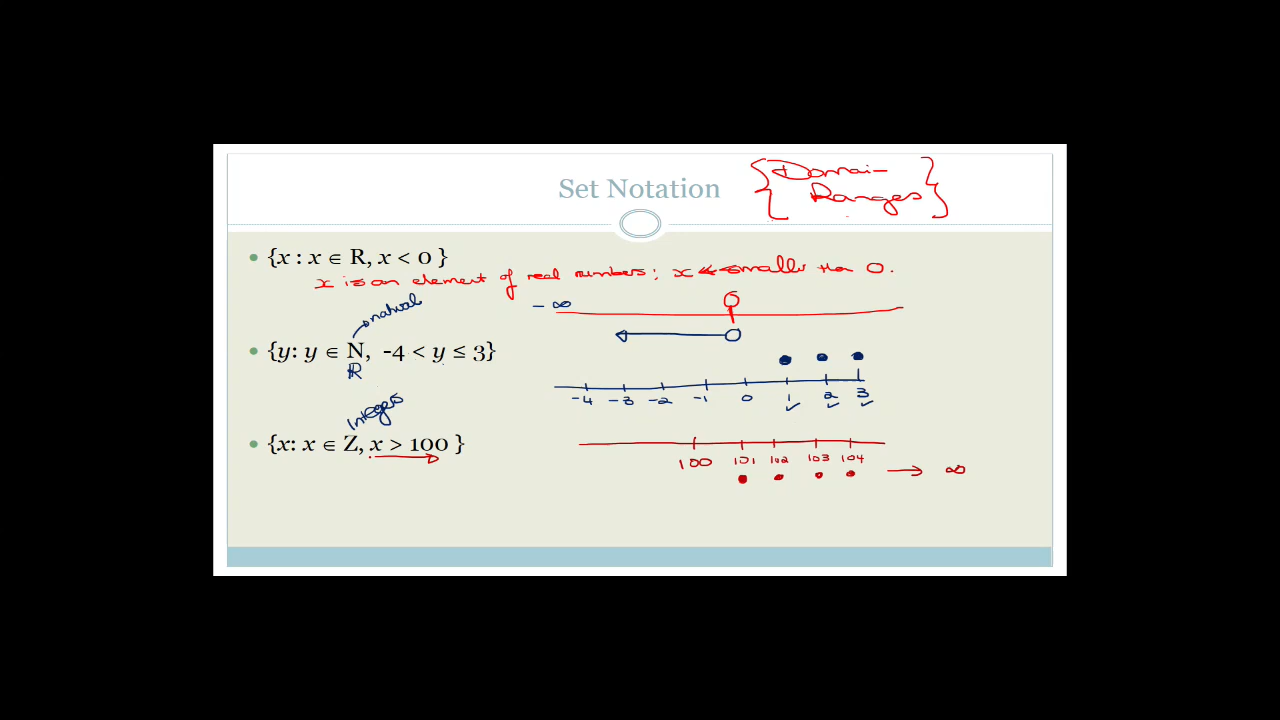 Set Notation
{Domain
Ranges}
• {x : x ∈ R, x < 0 }
x is an element of real numbers; x < smaller than 0.
natural
- ∞
0
• {y: y ∈ N, -4 < y ≤ 3}
R
-4 -3 -2 -1 0 1 2 3
Integers
• {x: x ∈ Z, x > 100 }
100 101 102 103 104 → ∞